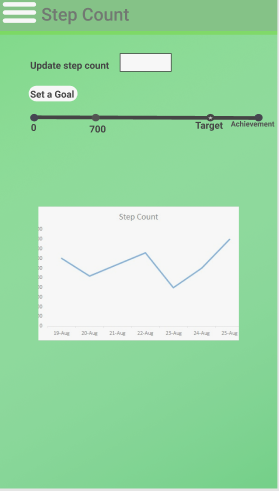 Step Count
Update step count
Set a Goal
0 700 Target Achievement
Step Count
0
19-Aug 20-Aug 21-Aug 22-Aug 23-Aug 24-Aug 25-Aug